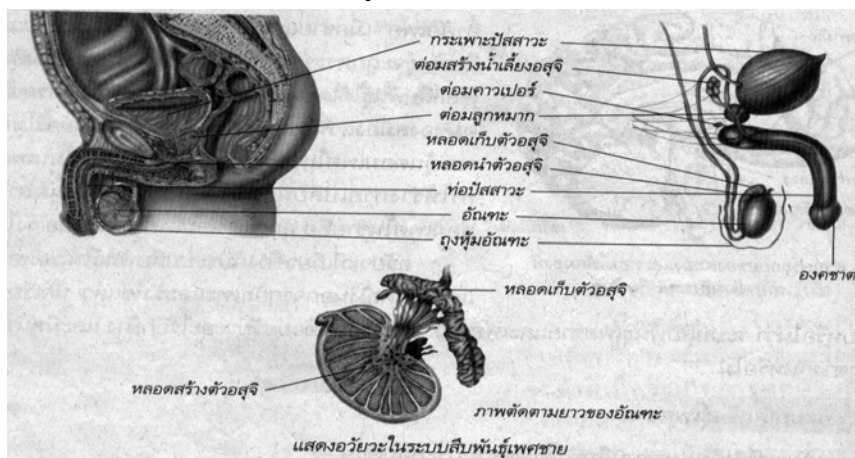 กระเพาะปัสสาวะ
ต่อมสร้างน้ำเลี้ยงอสุจิ
ต่อมคาวเปอร์
ต่อมลูกหมาก
หลอดเก็บตัวอสุจิ
หลอดนำตัวอสุจิ
ท่อปัสสาวะ
อัณฑะ
ถุงหุ้มอัณฑะ
องคชาต
หลอดเก็บตัวอสุจิ
หลอดสร้างตัวอสุจิ
ภาพตัดตามยาวของอัณฑะ
แสดงอวัยวะในระบบสืบพันธุ์เพศชาย